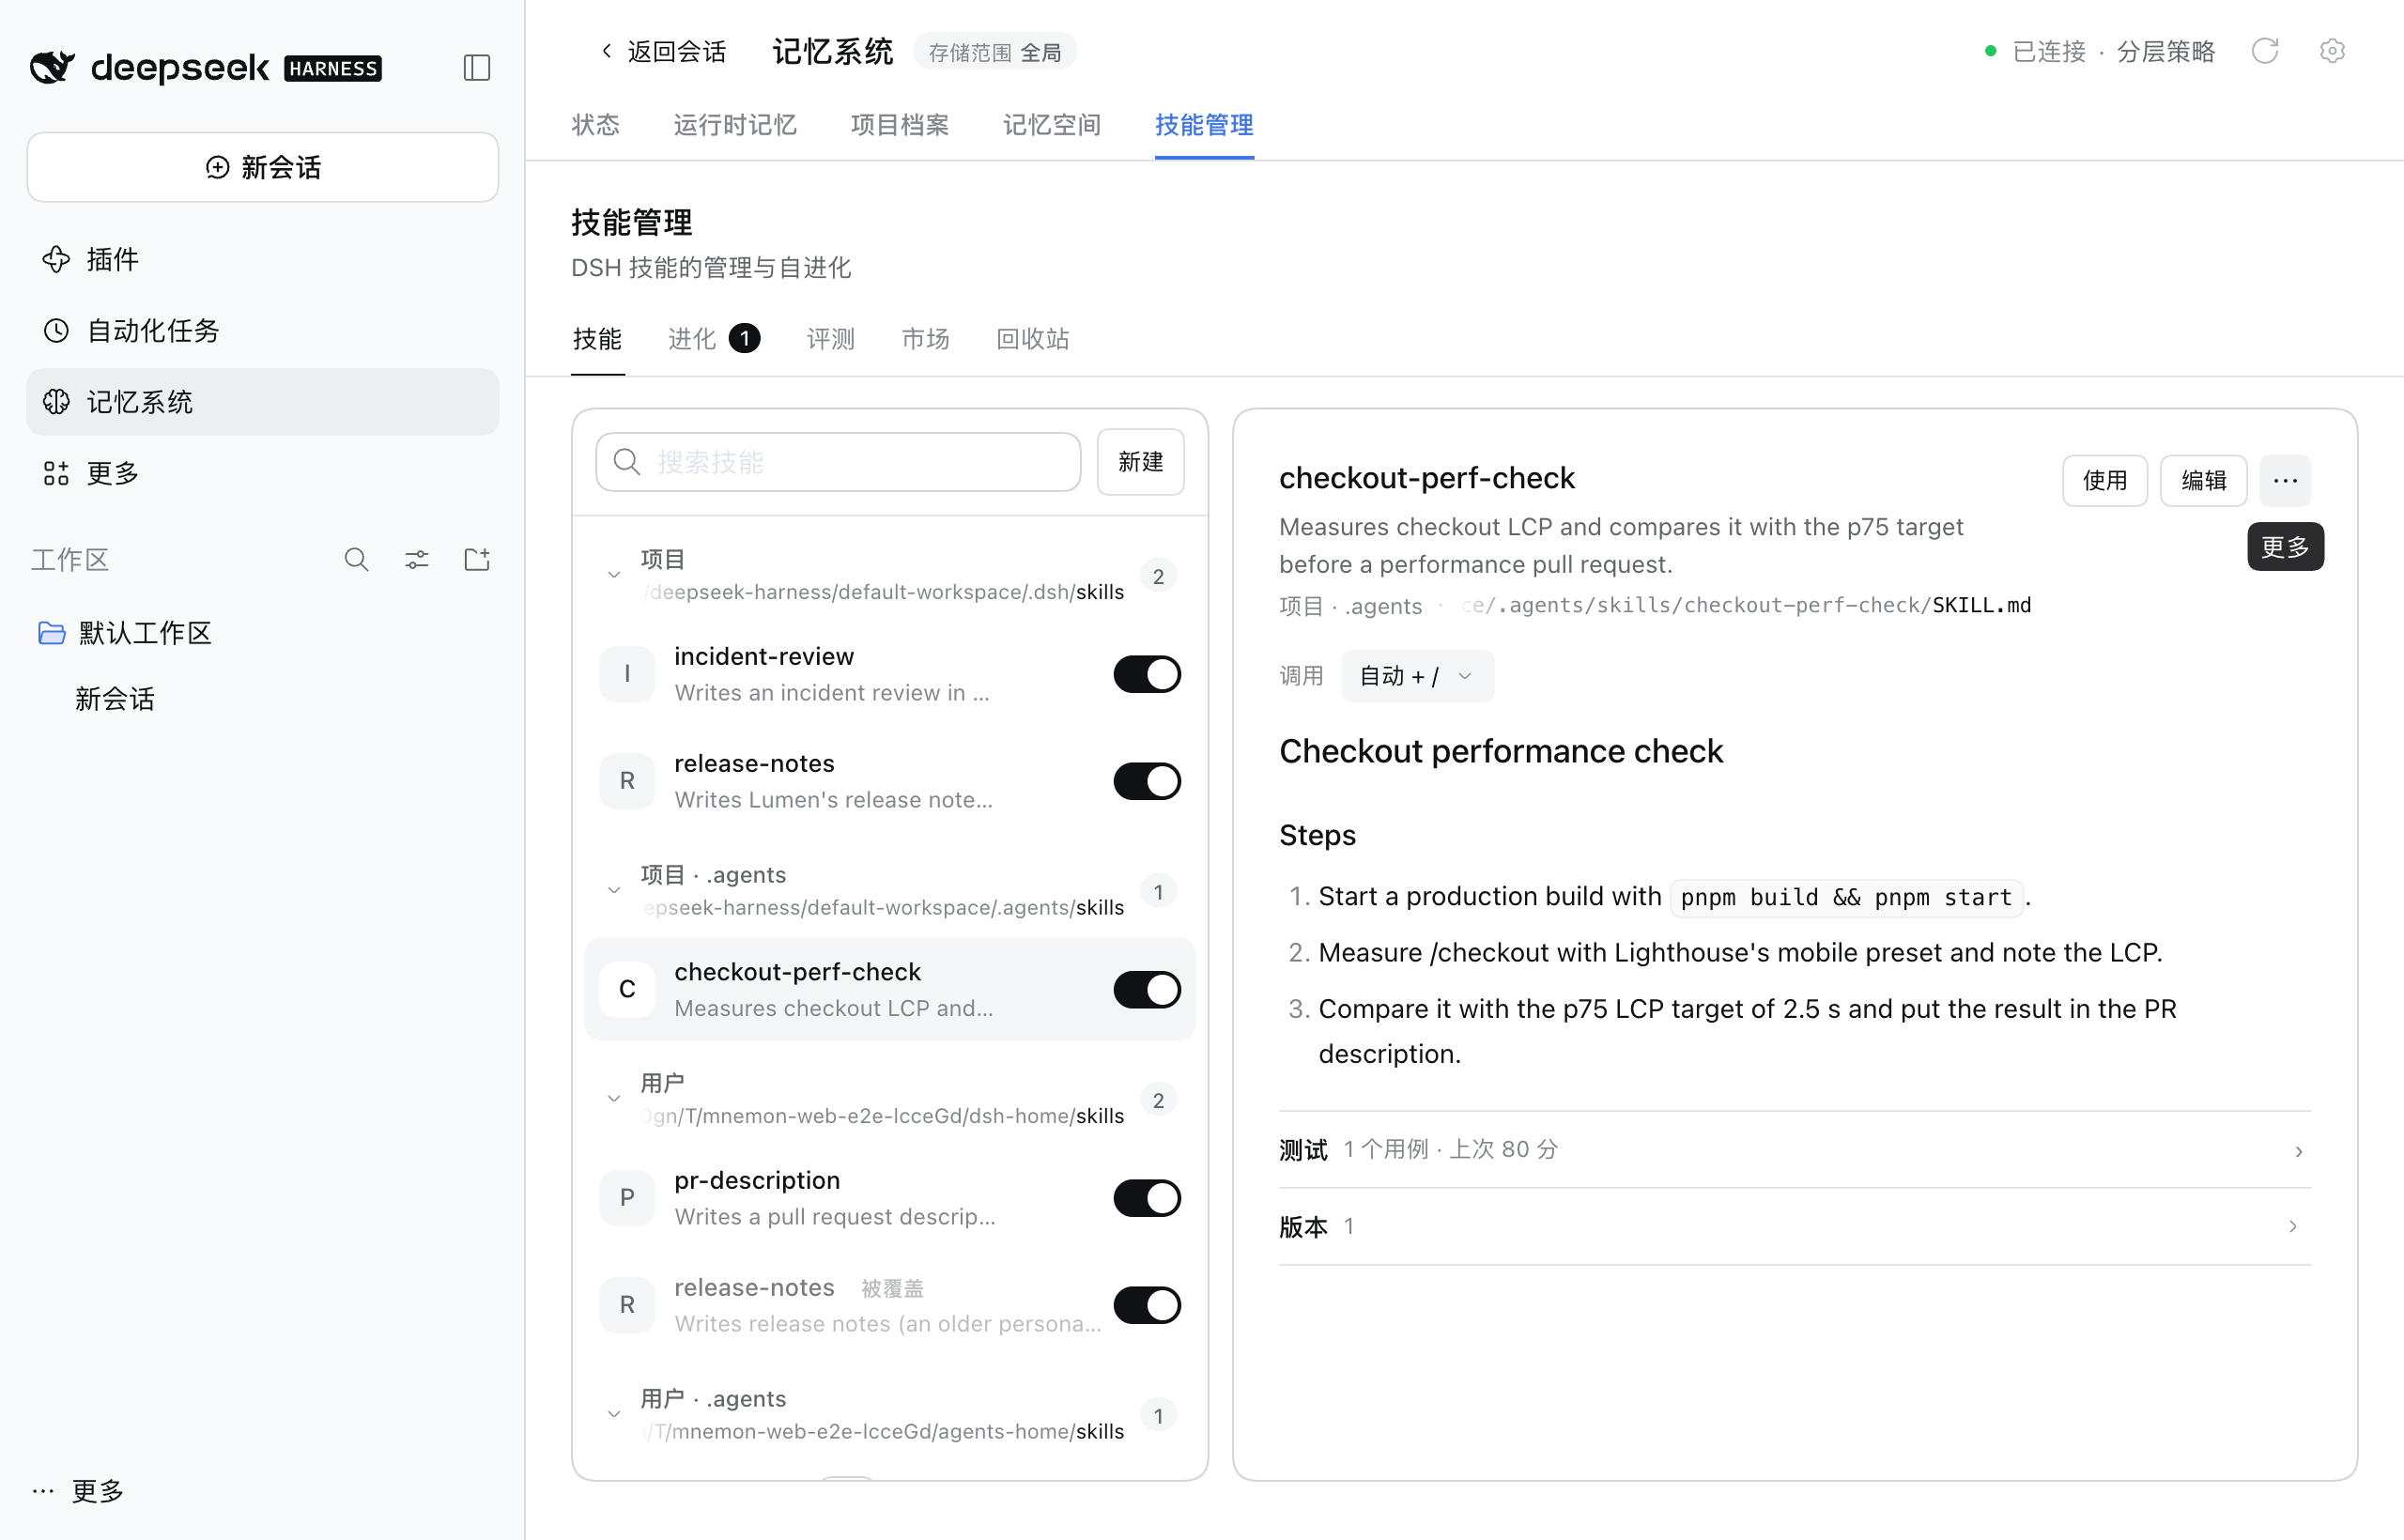 deepseek HARNESS
新会话
插件
自动化任务
记忆系统
更多
工作区
默认工作区
新会话
更多
返回会话
记忆系统
存储范围 全局
已连接 · 分层策略
状态
运行时记忆
项目档案
记忆空间
技能管理
技能管理
DSH 技能的管理与自进化
技能
进化 1
评测
市场
回收站
搜索技能
新建
项目
/deepseek-harness/default-workspace/.dsh/skills
2
I
incident-review
Writes an incident review in ...
R
release-notes
Writes Lumen's release note...
项目 · .agents
epseek-harness/default-workspace/.agents/skills
1
C
checkout-perf-check
Measures checkout LCP and...
用户
gn/T/mnemon-web-e2e-IcceGd/dsh-home/skills
2
P
pr-description
Writes a pull request descrip...
R
release-notes 被覆盖
Writes release notes (an older persona...
用户 · .agents
/T/mnemon-web-e2e-IcceGd/agents-home/skills
1
checkout-perf-check
使用
编辑
...
更多
Measures checkout LCP and compares it with the p75 target
before a performance pull request.
项目 · .agents · ce/.agents/skills/checkout-perf-check/SKILL.md
调用
自动 + /
Checkout performance check
Steps
1. Start a production build with pnpm build && pnpm start.
2. Measure /checkout with Lighthouse's mobile preset and note the LCP.
3. Compare it with the p75 LCP target of 2.5 s and put the result in the PR
description.
测试 1 个用例 · 上次 80 分
版本 1